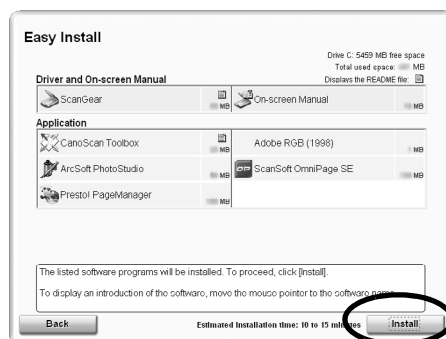 Easy Install
Drive C: 5459 MB free space
Total used space: MB
Driver and On-screen Manual
Displays the README file:
ScanGear
MB
On-screen Manual
MB
Application
CanoScan Toolbox
MB
Adobe RGB (1998)
MB
ArcSoft PhotoStudio
MB
OP
ScanSoft OmniPage SE
MB
Presto! PageManager
MB
The listed software programs will be installed. To proceed, click [Install].
To display an introduction of the software, move the mouse pointer to the software name.
Back
Estimated Installation time: 10 to 15 minutes
Install